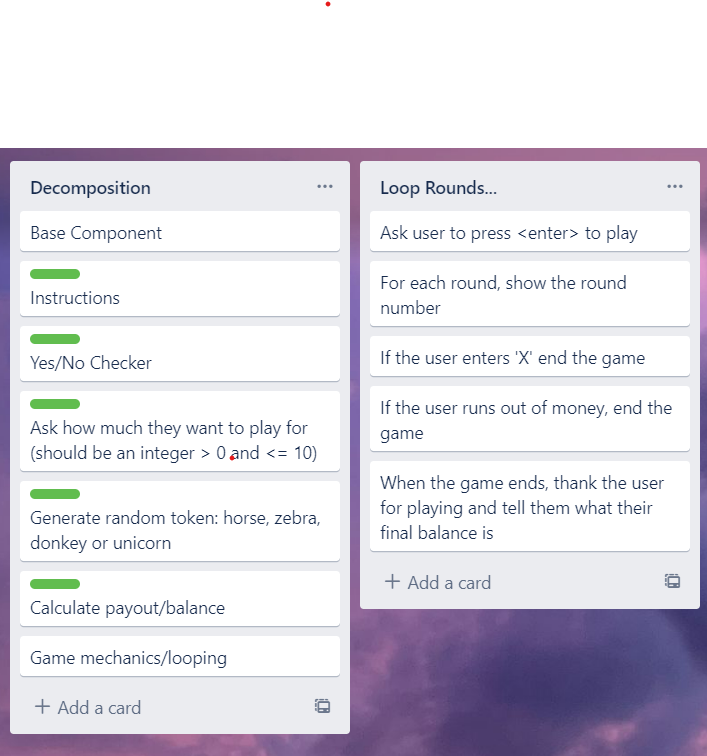 Decomposition
Base Component
Instructions
Yes/No Checker
Ask how much they want to play for
(should be an integer > 0 and <= 10)
Generate random token: horse, zebra,
donkey or unicorn
Calculate payout/balance
Game mechanics/looping
+ Add a card
Loop Rounds...
Ask user to press <enter> to play
For each round, show the round
number
If the user enters 'X' end the game
If the user runs out of money, end the
game
When the game ends, thank the user
for playing and tell them what their
final balance is
+ Add a card